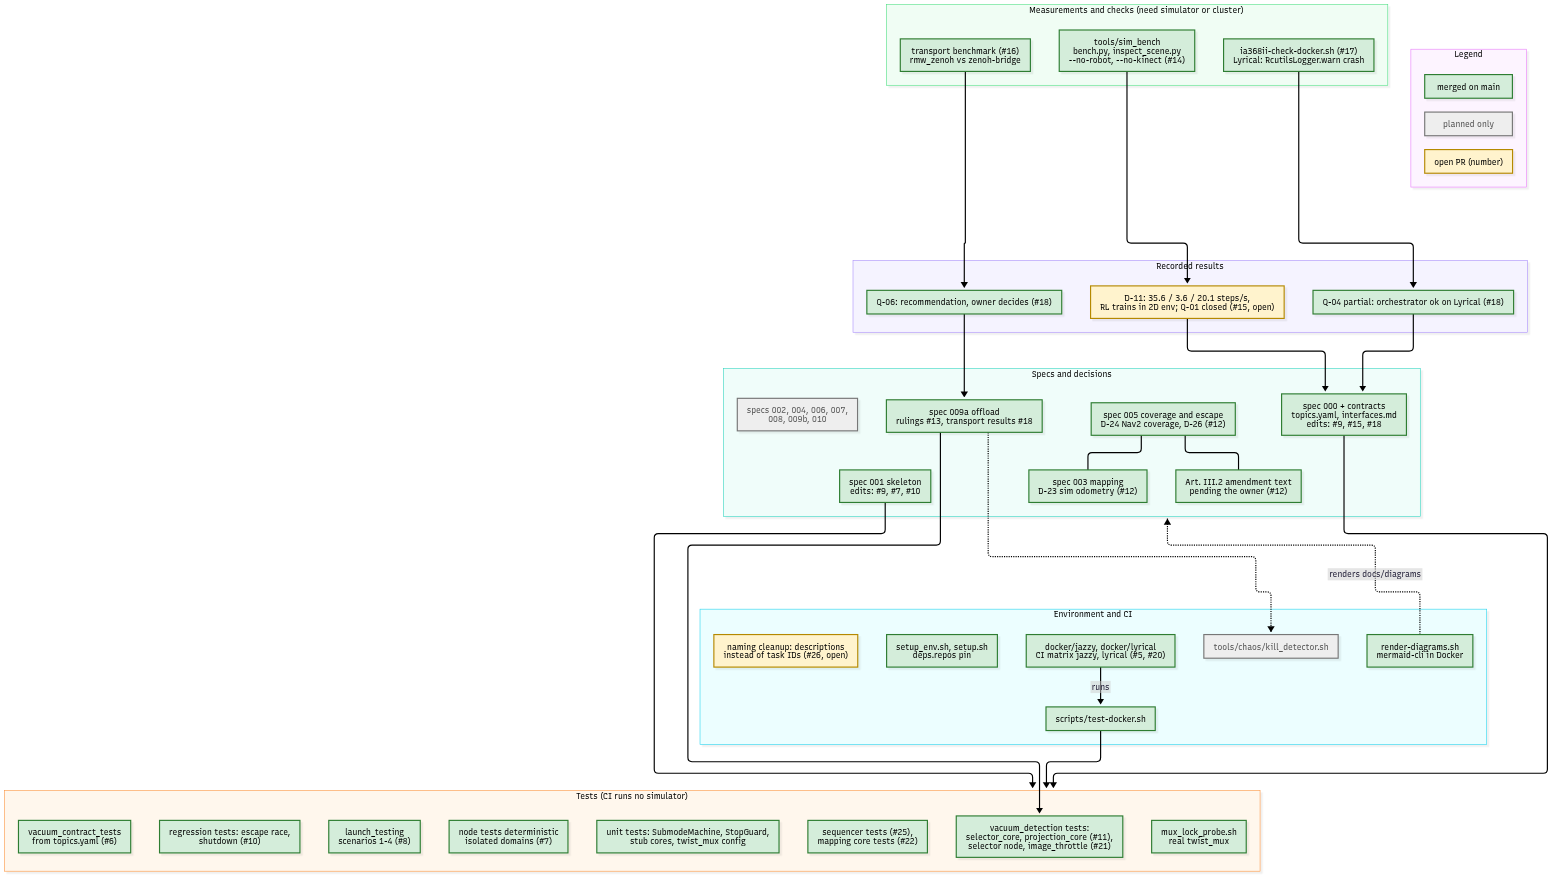 Measurements and checks (need simulator or cluster)
transport benchmark (#16)
rmw_zenoh vs zenoh-bridge
tools/sim_bench
bench.py, inspect_scene.py
--no-robot, --no-kinect (#14)
ia368ii-check-docker.sh (#17)
Lyrical: RcutilsLogger.warn crash
Legend
merged on main
planned only
open PR (number)
Recorded results
Q-06: recommendation, owner decides (#18)
D-11: 35.6 / 3.6 / 20.1 steps/s,
RL trains in 2D env; Q-01 closed (#15, open)
Q-04 partial: orchestrator ok on Lyrical (#18)
Specs and decisions
specs 002, 004, 006, 007,
008, 009b, 010
spec 009a offload
rulings #13, transport results #18
spec 005 coverage and escape
D-24 Nav2 coverage, D-26 (#12)
spec 000 + contracts
topics.yaml, interfaces.md
edits: #9, #15, #18
spec 001 skeleton
edits: #9, #7, #10
spec 003 mapping
D-23 sim odometry (#12)
Art. III.2 amendment text
pending the owner (#12)
renders docs/diagrams
Environment and CI
naming cleanup: descriptions
instead of task IDs (#26, open)
setup_env.sh, setup.sh
deps.repos pin
docker/jazzy, docker/lyrical
CI matrix jazzy, lyrical (#5, #20)
tools/chaos/kill_detector.sh
render-diagrams.sh
mermaid-cli in Docker
runs
scripts/test-docker.sh
Tests (CI runs no simulator)
vacuum_contract_tests
from topics.yaml (#6)
regression tests: escape race,
shutdown (#10)
launch_testing
scenarios 1-4 (#8)
node tests deterministic
isolated domains (#7)
unit tests: SubmodeMachine, StopGuard,
stub cores, twist_mux config
sequencer tests (#25),
mapping core tests (#22)
vacuum_detection tests:
selector_core, projection_core (#11),
selector node, image_throttle (#21)
mux_lock_probe.sh
real twist_mux